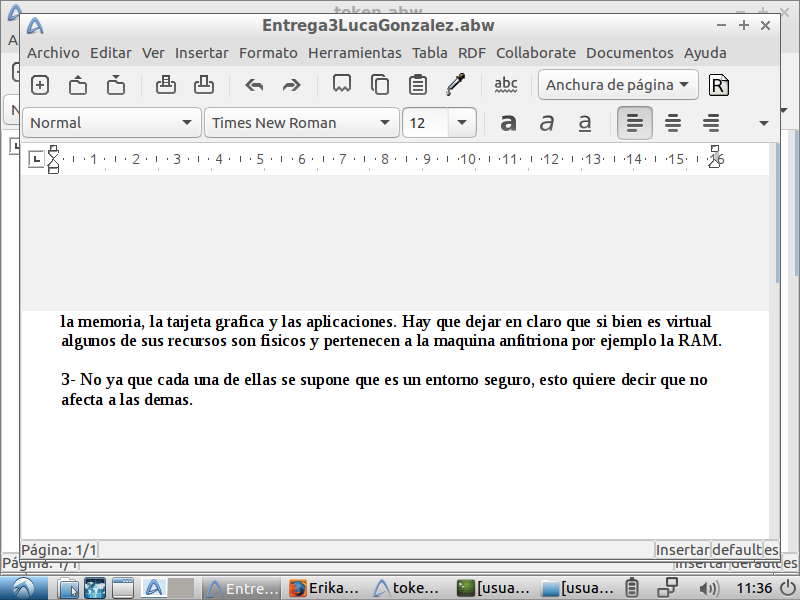 token.abw
Entrega3LucaGonzalez.abw
Archivo Editar Ver Insertar Formato Herramientas Tabla RDF Collaborate Documentos Ayuda
abc Anchura de página R
Normal Times New Roman 12 a a a
1 2 3 4 5 6 7 8 9 10 11 12 13 14 15 16
la memoria, la tarjeta grafica y las aplicaciones. Hay que dejar en claro que si bien es virtual
algunos de sus recursos son fisicos y pertenecen a la maquina anfitriona por ejemplo la RAM.
3- No ya que cada una de ellas se supone que es un entorno seguro, esto quiere decir que no
afecta a las demas.
Página: 1/1 Insertar default es
Página: 1/1 Insertar default es
Entre... Erika... toke... [usua... [usua... 11:36